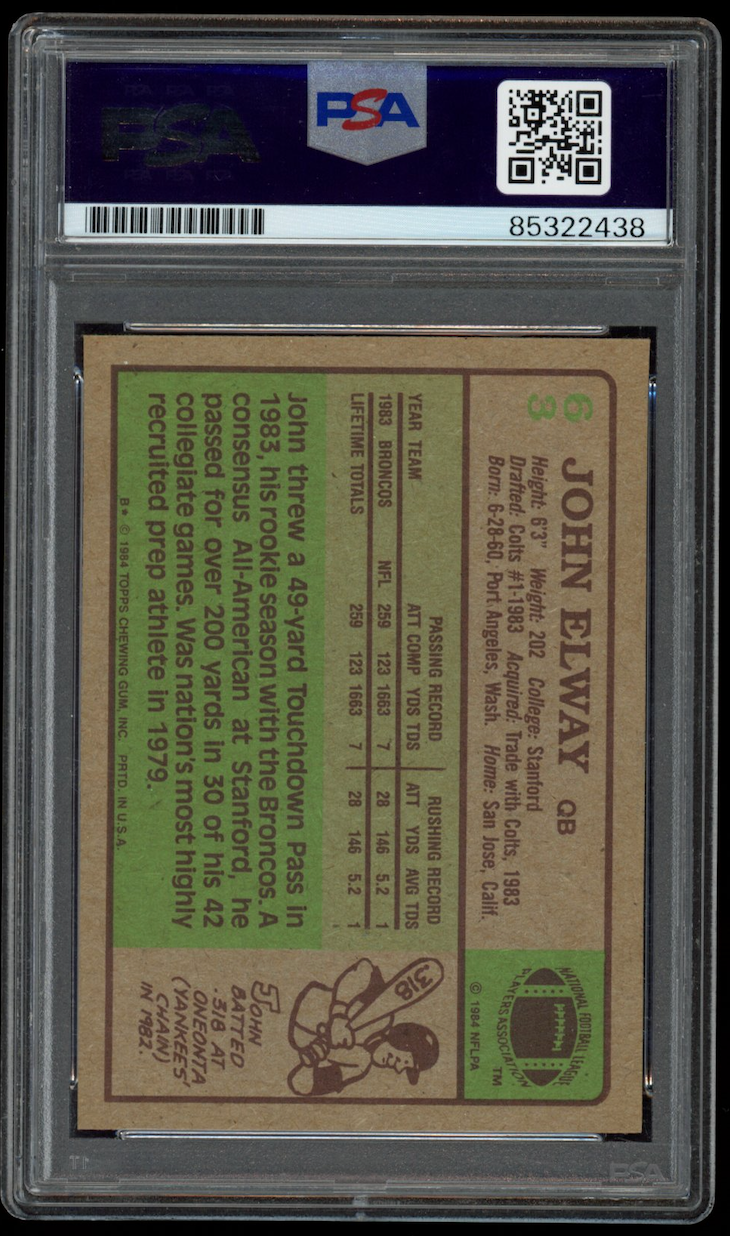 PSA
PSA
85322438
63
JOHN ELWAY QB
Height: 6'3" Weight: 202 College: Stanford
Drafted: Colts #1-1983 Acquired: Trade with Colts, 1983
Born: 6-28-60, Port Angeles, Wash. Home: San Jose, Calif.
NATIONAL FOOTBALL LEAGUE
PLAYERS ASSOCIATION
TM
© 1984 NFLPA
PASSING RECORD RUSHING RECORD
YEAR TEAM ATT COMP YDS TDS ATT YDS AVG TDS
1983 BRONCOS NFL 259 123 1663 7 28 146 5.2 1
LIFETIME TOTALS 259 123 1663 7 28 146 5.2 1
John threw a 49-yard Touchdown Pass in
1983, his rookie season with the Broncos. A
consensus All-American at Stanford, he
passed for over 200 yards in 30 of his 42
collegiate games. Was nation's most highly
recruited prep athlete in 1979.
B* © 1984 TOPPS CHEWING GUM, INC. PRTD. IN U.S.A.
318
JOHN
BATTED
.318 AT
ONEONTA
(YANKEES'
CHAIN)
IN 1982.
PSA